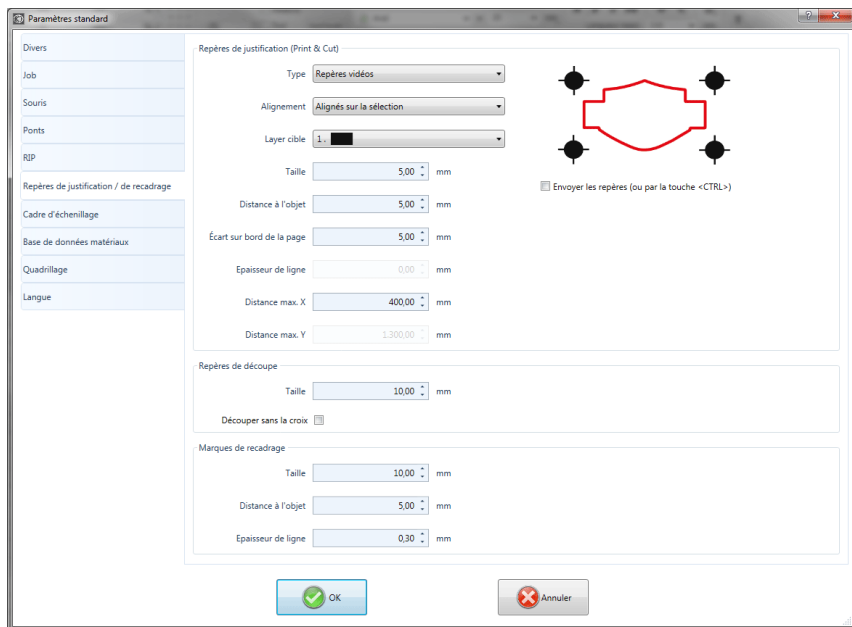 Paramètres standard
Divers
Job
Souris
Ponts
RIP
Repères de justification / de recadrage
Cadre d'échenillage
Base de données matériaux
Quadrillage
Langue
Repères de justification (Print & Cut)
Type Repères vidéos
Alignement Alignés sur la sélection
Layer cible 1 .
Taille 5,00 mm
Distance à l'objet 5,00 mm
Écart sur bord de la page 5,00 mm
Epaisseur de ligne 0,00 mm
Distance max. X 400,00 mm
Distance max. Y 1.300,00 mm
Envoyer les repères (ou par la touche <CTRL>)
Repères de découpe
Taille 10,00 mm
Découper sans la croix
Marques de recadrage
Taille 10,00 mm
Distance à l'objet 5,00 mm
Epaisseur de ligne 0,30 mm
OK
Annuler